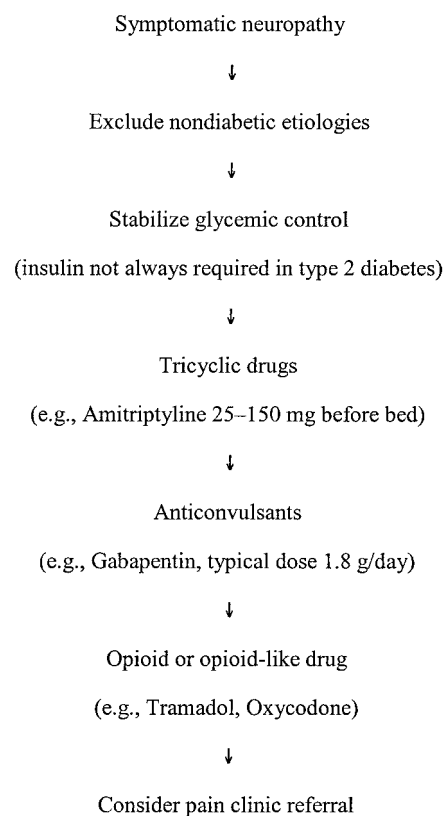 Symptomatic neuropathy
↓
Exclude nondiabetic etiologies
↓
Stabilize glycemic control
(insulin not always required in type 2 diabetes)
↓
Tricyclic drugs
(e.g., Amitriptyline 25–150 mg before bed)
↓
Anticonvulsants
(e.g., Gabapentin, typical dose 1.8 g/day)
↓
Opioid or opioid-like drug
(e.g., Tramadol, Oxycodone)
↓
Consider pain clinic referral